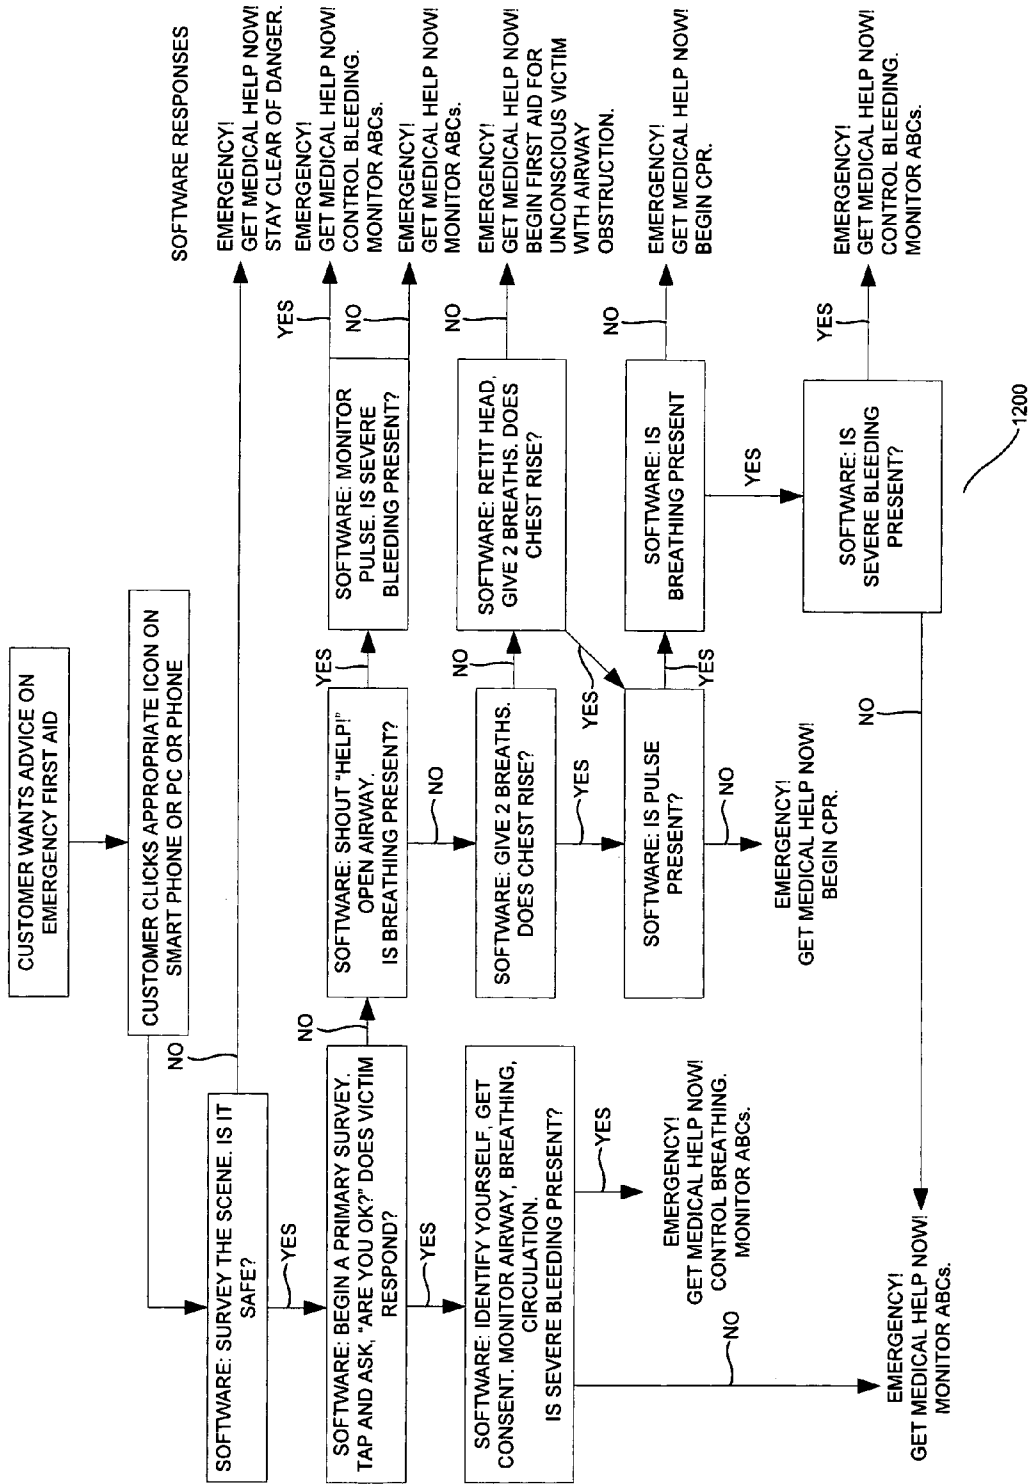 CUSTOMER WANTS ADVICE ON
EMERGENCY FIRST AID
CUSTOMER CLICKS APPROPRIATE ICON ON
SMART PHONE OR PC OR PHONE
SOFTWARE RESPONSES
SOFTWARE: SURVEY THE SCENE. IS IT
SAFE?
NO
EMERGENCY!
GET MEDICAL HELP NOW!
STAY CLEAR OF DANGER.
YES
SOFTWARE: BEGIN A PRIMARY SURVEY.
TAP AND ASK, "ARE YOU OK?" DOES VICTIM
RESPOND?
NO
SOFTWARE: SHOUT "HELP!"
OPEN AIRWAY.
IS BREATHING PRESENT?
YES
SOFTWARE: MONITOR
PULSE. IS SEVERE
BLEEDING PRESENT?
YES
EMERGENCY!
GET MEDICAL HELP NOW!
CONTROL BLEEDING.
MONITOR ABCs.
NO
EMERGENCY!
GET MEDICAL HELP NOW!
MONITOR ABCs.
YES
NO
SOFTWARE: IDENTIFY YOURSELF, GET
CONSENT. MONITOR AIRWAY, BREATHING,
CIRCULATION.
IS SEVERE BLEEDING PRESENT?
SOFTWARE: GIVE 2 BREATHS.
DOES CHEST RISE?
NO
SOFTWARE: RETIT HEAD,
GIVE 2 BREATHS. DOES
CHEST RISE?
NO
EMERGENCY!
GET MEDICAL HELP NOW!
BEGIN FIRST AID FOR
UNCONSCIOUS VICTIM
WITH AIRWAY
OBSTRUCTION.
YES
YES
YES
EMERGENCY!
GET MEDICAL HELP NOW!
CONTROL BREATHING.
MONITOR ABCs.
SOFTWARE: IS PULSE
PRESENT?
YES
SOFTWARE: IS
BREATHING PRESENT
NO
EMERGENCY!
GET MEDICAL HELP NOW!
BEGIN CPR.
NO
NO
EMERGENCY!
GET MEDICAL HELP NOW!
BEGIN CPR.
YES
SOFTWARE: IS
SEVERE BLEEDING
PRESENT?
YES
EMERGENCY!
GET MEDICAL HELP NOW!
CONTROL BLEEDING.
MONITOR ABCs.
NO
EMERGENCY!
GET MEDICAL HELP NOW!
MONITOR ABCs.
1200